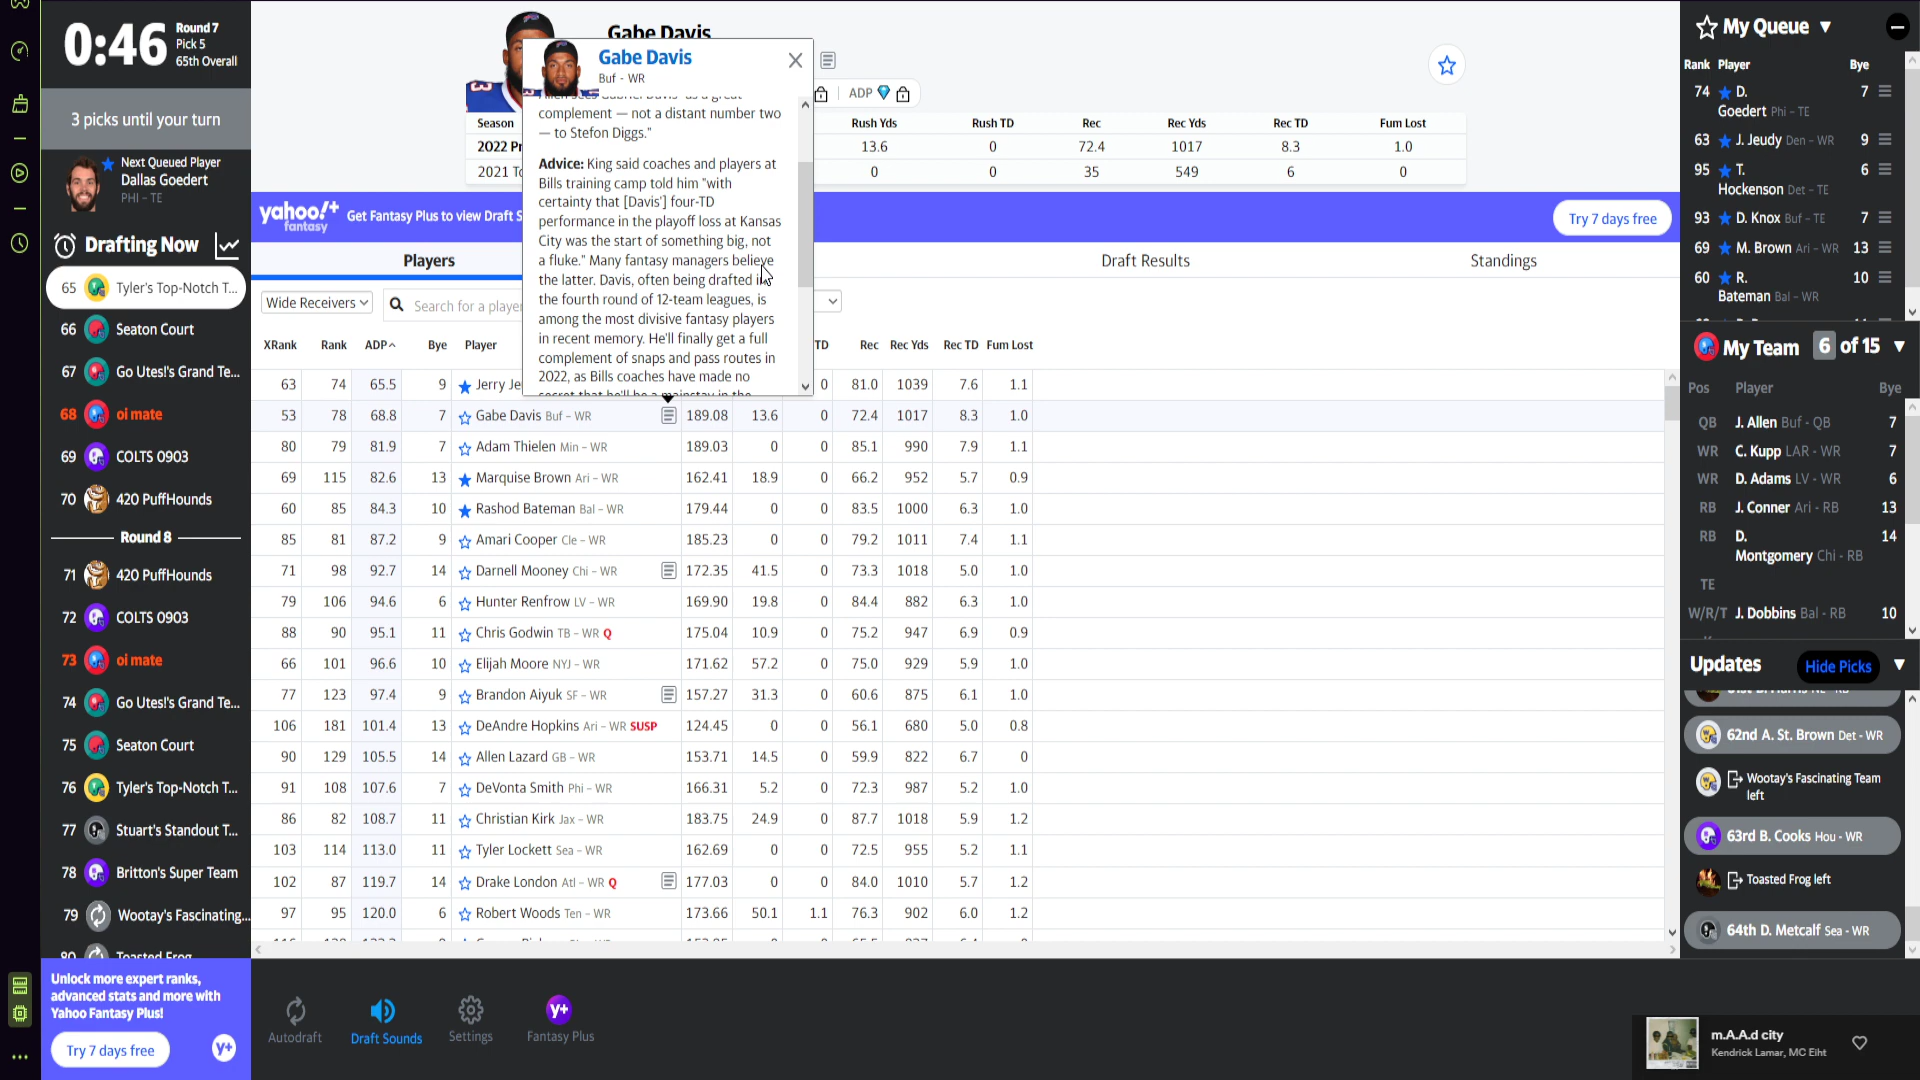 0:46
Round 7
Pick 5
65th Overall
3 picks until your turn
Next Queued Player
Dallas Goedert
PHI - TE
Drafting Now
65 Tyler's Top-Notch T...
66 Seaton Court
67 Go Utes!'s Grand Te...
68 oi mate
69 COLTS 0903
70 420 PuffHounds
Round 8
71 420 PuffHounds
72 COLTS 0903
73 oi mate
74 Go Utes!'s Grand Te...
75 Seaton Court
76 Tyler's Top-Notch T...
77 Stuart's Standout T...
78 Britton's Super Team
79 Wootay's Fascinating...
80 Toasted Frog
Unlock more expert ranks,
advanced stats and more with
Yahoo Fantasy Plus!
Try 7 days free
y+
Gabe Davis
ADP
Season Rush Yds Rush TD Rec Rec Yds Rec TD Fum Lost
2022 Pr 13.6 0 72.4 1017 8.3 1.0
2021 To 0 0 35 549 6 0
yahoo!+
fantasy
Get Fantasy Plus to view Draft S
Try 7 days free
Gabe Davis
Buf - WR
Allen sees Gabriel Davis "as a great
complement — not a distant number two
— to Stefon Diggs."
Advice: King said coaches and players at
Bills training camp told him "with
certainty that [Davis'] four-TD
performance in the playoff loss at Kansas
City was the start of something big, not
a fluke." Many fantasy managers believe
the latter. Davis, often being drafted in
the fourth round of 12-team leagues, is
among the most divisive fantasy players
in recent memory. He'll finally get a full
complement of snaps and pass routes in
2022, as Bills coaches have made no
secret that he'll be a mainstay in the
Players Draft Results Standings
Wide Receivers
Search for a player
XRank Rank ADP Bye Player TD Rec Rec Yds Rec TD Fum Lost
63 74 65.5 9 Jerry Je 0 81.0 1039 7.6 1.1
53 78 68.8 7 Gabe Davis Buf - WR 189.08 13.6 0 72.4 1017 8.3 1.0
80 79 81.9 7 Adam Thielen Min - WR 189.03 0 0 85.1 990 7.9 1.1
69 115 82.6 13 Marquise Brown Ari - WR 162.41 18.9 0 66.2 952 5.7 0.9
60 85 84.3 10 Rashod Bateman Bal - WR 179.44 0 0 83.5 1000 6.3 1.0
85 81 87.2 9 Amari Cooper Cle - WR 185.23 0 0 79.2 1011 7.4 1.1
71 98 92.7 14 Darnell Mooney Chi - WR 172.35 41.5 0 73.3 1018 5.0 1.0
79 106 94.6 6 Hunter Renfrow LV - WR 169.90 19.8 0 84.4 882 6.3 1.0
88 90 95.1 11 Chris Godwin TB - WR Q 175.04 10.9 0 75.2 947 6.9 0.9
66 101 96.6 10 Elijah Moore NYJ - WR 171.62 57.2 0 75.0 929 5.9 1.0
77 123 97.4 9 Brandon Aiyuk SF - WR 157.27 31.3 0 60.6 875 6.1 1.0
106 181 101.4 13 DeAndre Hopkins Ari - WR SUSP 124.45 0 0 56.1 680 5.0 0.8
90 129 105.5 14 Allen Lazard GB - WR 153.71 14.5 0 59.9 822 6.7 0
91 108 107.6 7 DeVonta Smith Phi - WR 166.31 5.2 0 72.3 987 5.2 1.0
86 82 108.7 11 Christian Kirk Jax - WR 183.75 24.9 0 87.7 1018 5.9 1.2
103 114 113.0 11 Tyler Lockett Sea - WR 162.69 0 0 72.5 955 5.2 1.1
102 87 119.7 14 Drake London Atl - WR Q 177.03 0 0 84.0 1010 5.7 1.2
97 95 120.0 6 Robert Woods Ten - WR 173.66 50.1 1.1 76.3 902 6.0 1.2
Autodraft
Draft Sounds
Settings
y+
Fantasy Plus
My Queue
Rank Player Bye
74 D. Goedert Phi - TE 7
63 J. Jeudy Den - WR 9
95 T. Hockenson Det - TE 6
93 D. Knox Buf - TE 7
69 M. Brown Ari - WR 13
60 R. Bateman Bal - WR 10
My Team 6 of 15
Pos Player Bye
QB J. Allen Buf - QB 7
WR C. Kupp LAR - WR 7
WR D. Adams LV - WR 6
RB J. Conner Ari - RB 13
RB D. Montgomery Chi - RB 14
TE
W/R/T J. Dobbins Bal - RB 10
Updates
Hide Picks
62nd A. St. Brown Det - WR
Wootay's Fascinating Team
left
63rd B. Cooks Hou - WR
Toasted Frog left
64th D. Metcalf Sea - WR
m.A.A.d city
Kendrick Lamar, MC Eiht